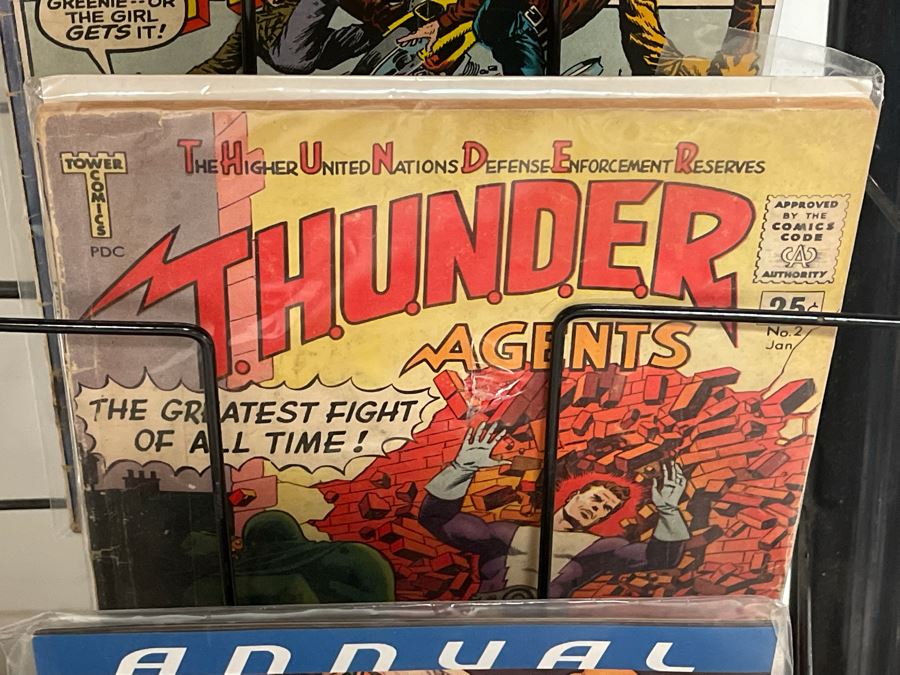 GREENIE--OR
THE GIRL
GETS IT!
TOWER
COMICS
PDC
THE HIGHER UNITED NATIONS DEFENSE ENFORCEMENT RESERVES
T.H.U.N.D.E.R.
AGENTS
APPROVED
BY THE
COMICS
CODE
CA
AUTHORITY
25¢
No. 2
Jan
THE GREATEST FIGHT
OF ALL TIME!
ANNUAL